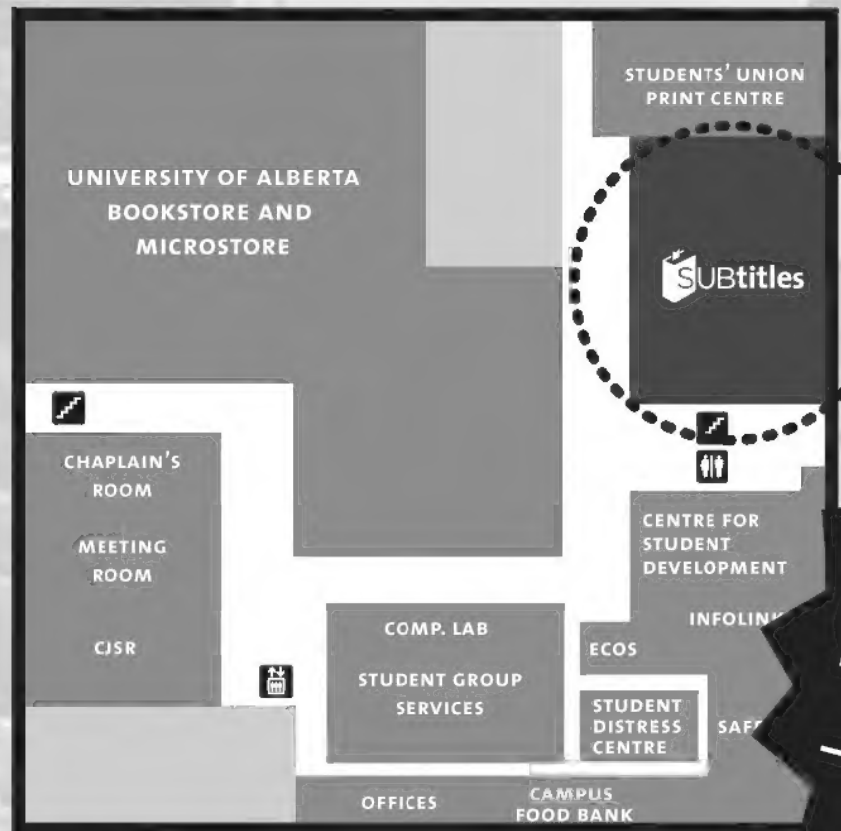 STUDENTS' UNION
PRINT CENTRE
UNIVERSITY OF ALBERTA
BOOKSTORE AND
MICROSTORE
SUBtitles
CHAPLAIN'S
ROOM
MEETING
ROOM
CJSR
CENTRE FOR
STUDENT
DEVELOPMENT
INFOLINK
ECOS
COMP. LAB
STUDENT GROUP
SERVICES
STUDENT
DISTRESS
CENTRE
OFFICES
CAMPUS
FOOD BANK